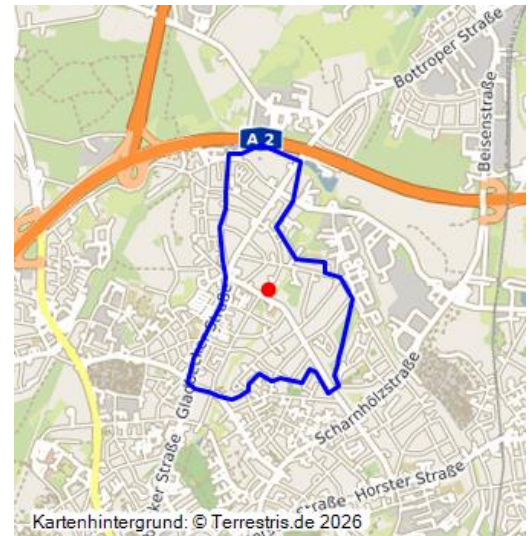 Bottroper Straße
Beisenstraße
A 2
Gladbecker Straße
Scharnhölzstraße
Horster Straße
Kartenhintergrund: © Terrestris.de 2026